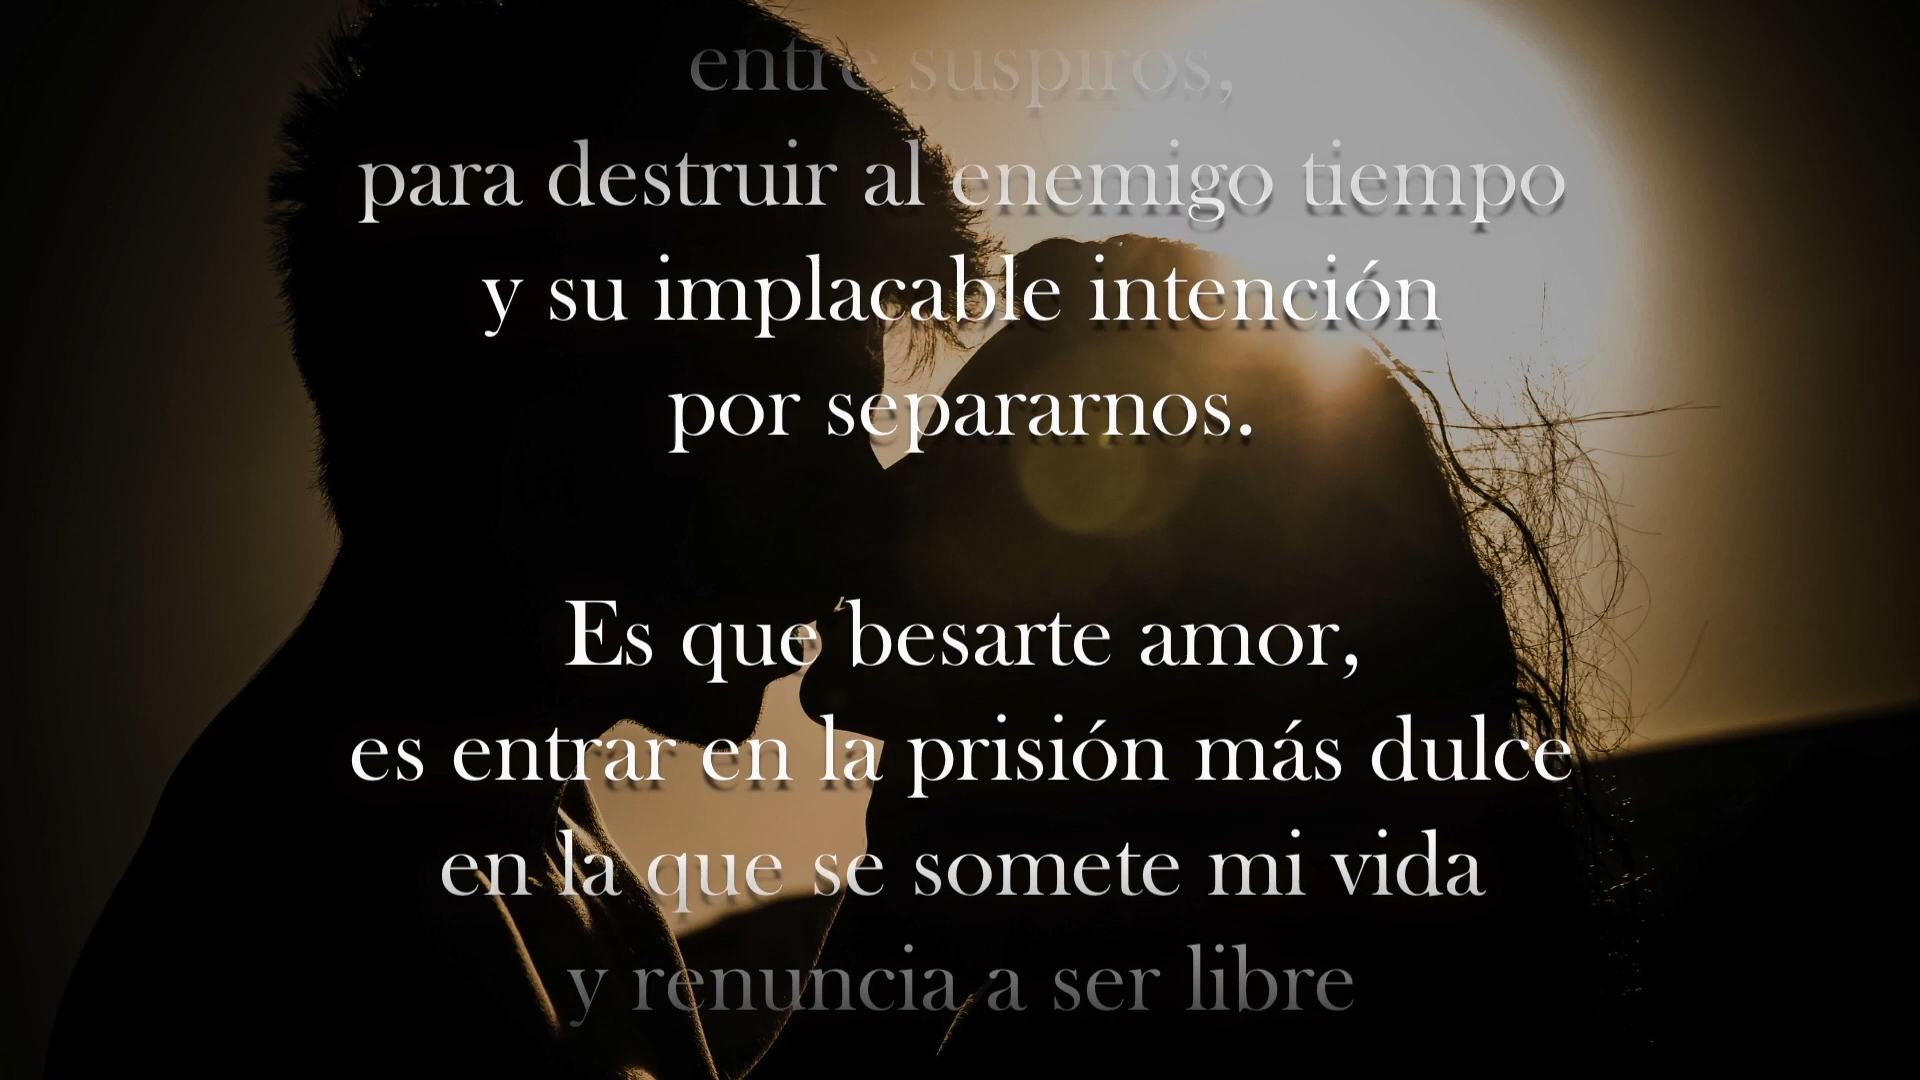 entre suspiros,
para destruir al enemigo tiempo
y su implacable intención
por separarnos.
Es que besarte amor,
es entrar en la prisión más dulce
en la que se somete mi vida
y renuncia a ser libre